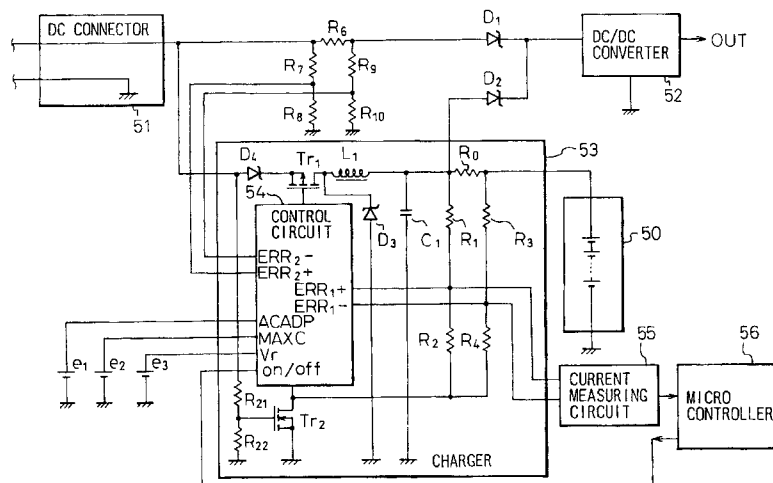 DC CONNECTOR
51
R6
R7
R9
R8
R10
D1
D2
DC/DC
CONVERTER
52
OUT
53
D4
Tr1
L1
R0
54
CONTROL
CIRCUIT
D3
C1
R1
R3
50
ERR2-
ERR2+
ERR1+
ERR1-
ACADP
MAXC
Vr
on/off
e1
e2
e3
R2
R4
R21
R22
Tr2
CHARGER
55
CURRENT
MEASURING
CIRCUIT
56
MICRO
CONTROLLER